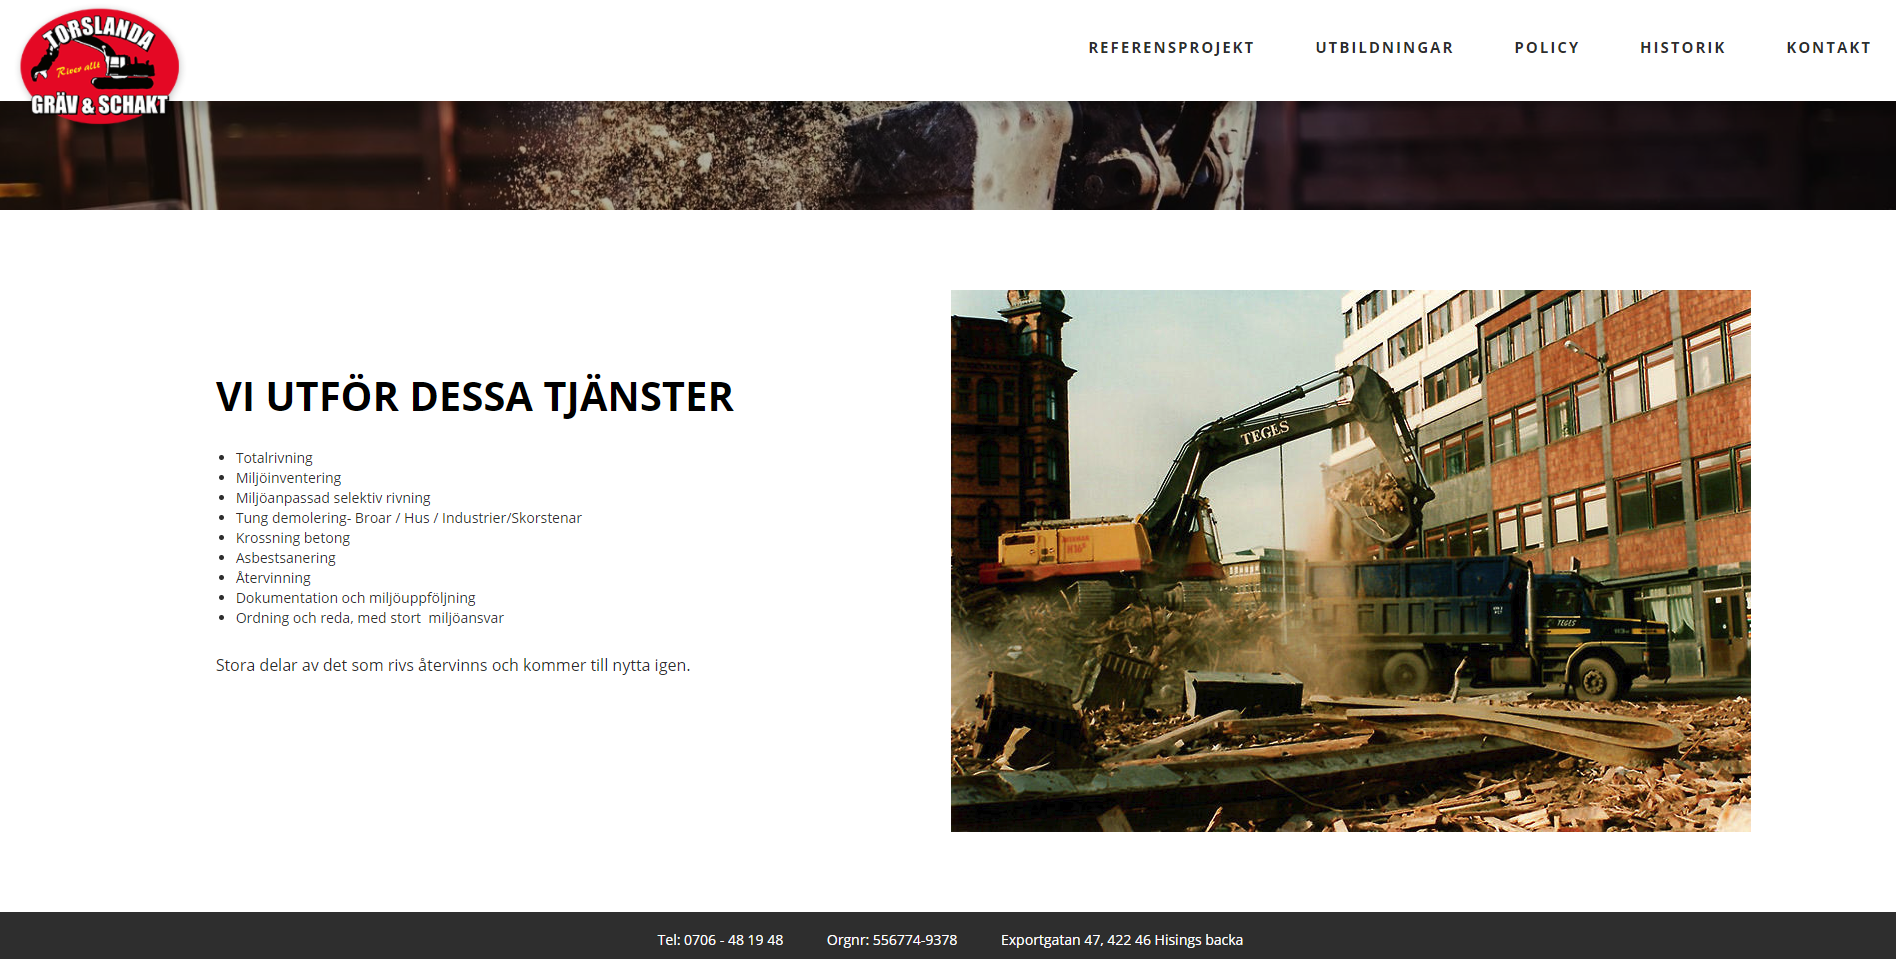 TORSLANDA
River allt
GRÄV & SCHAKT
REFERENSPROJEKT UTBILDNINGAR POLICY HISTORIK KONTAKT
VI UTFÖR DESSA TJÄNSTER
• Totalrivning
• Miljöinventering
• Miljöanpassad selektiv rivning
• Tung demolering- Broar / Hus / Industrier/Skorstenar
• Krossning betong
• Asbestsanering
• Återvinning
• Dokumentation och miljöuppföljning
• Ordning och reda, med stort  miljöansvar
Stora delar av det som rivs återvinns och kommer till nytta igen.
TEGES
TEGES
Tel: 0706 - 48 19 48 Orgnr: 556774-9378 Exportgatan 47, 422 46 Hisings backa